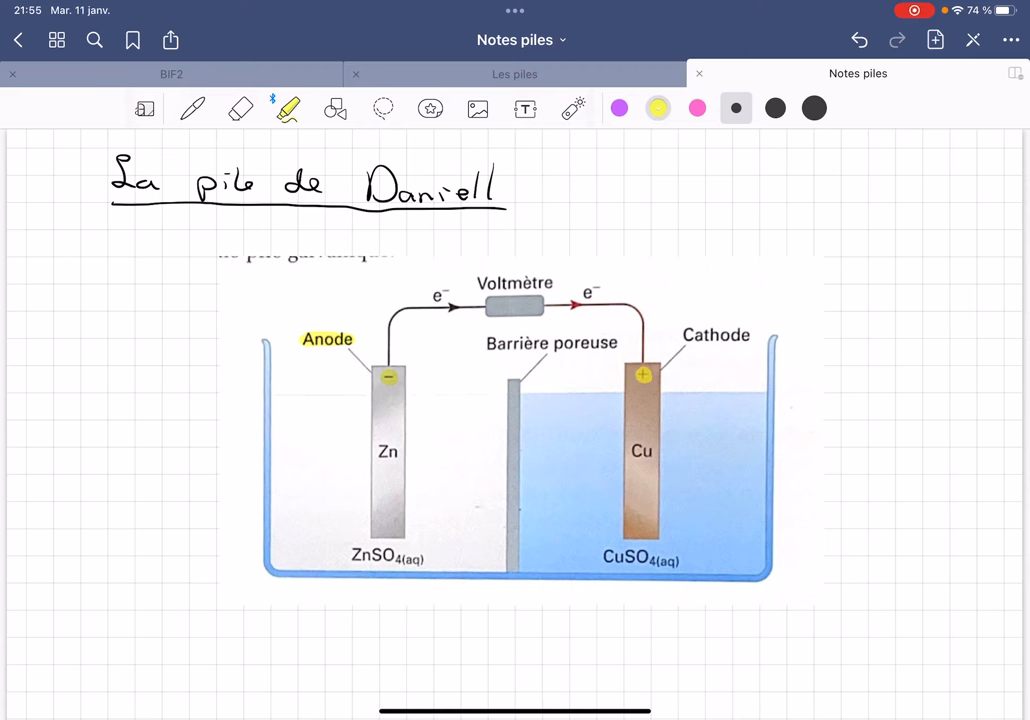 21:55 Mar. 11 janv.
74 %
Notes piles
BIF2
Les piles
Notes piles
La pile de Daniell
Voltmètre
e⁻
e⁻
Anode
Barrière poreuse
Cathode
−
+
Zn
Cu
ZnSO4(aq)
CuSO4(aq)